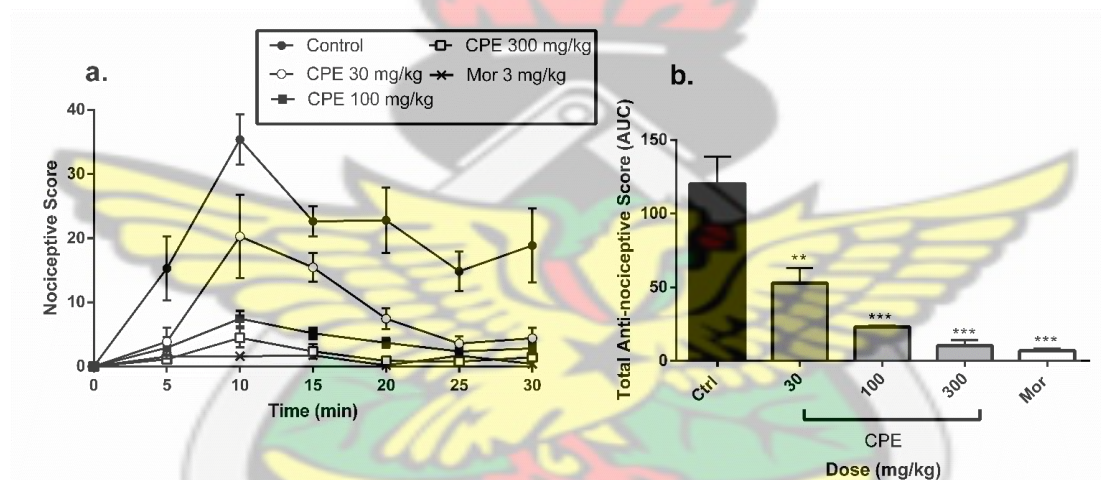 a.
Control
CPE 30 mg/kg
CPE 100 mg/kg
CPE 300 mg/kg
Mor 3 mg/kg
Nociceptive Score
40
30
20
10
0
0 5 10 15 20 25 30
Time (min)
b.
Total Anti-nociceptive Score (AUC)
150
100
50
0
**
***
***
***
Ctrl 30 100 300 Mor
CPE
Dose (mg/kg)